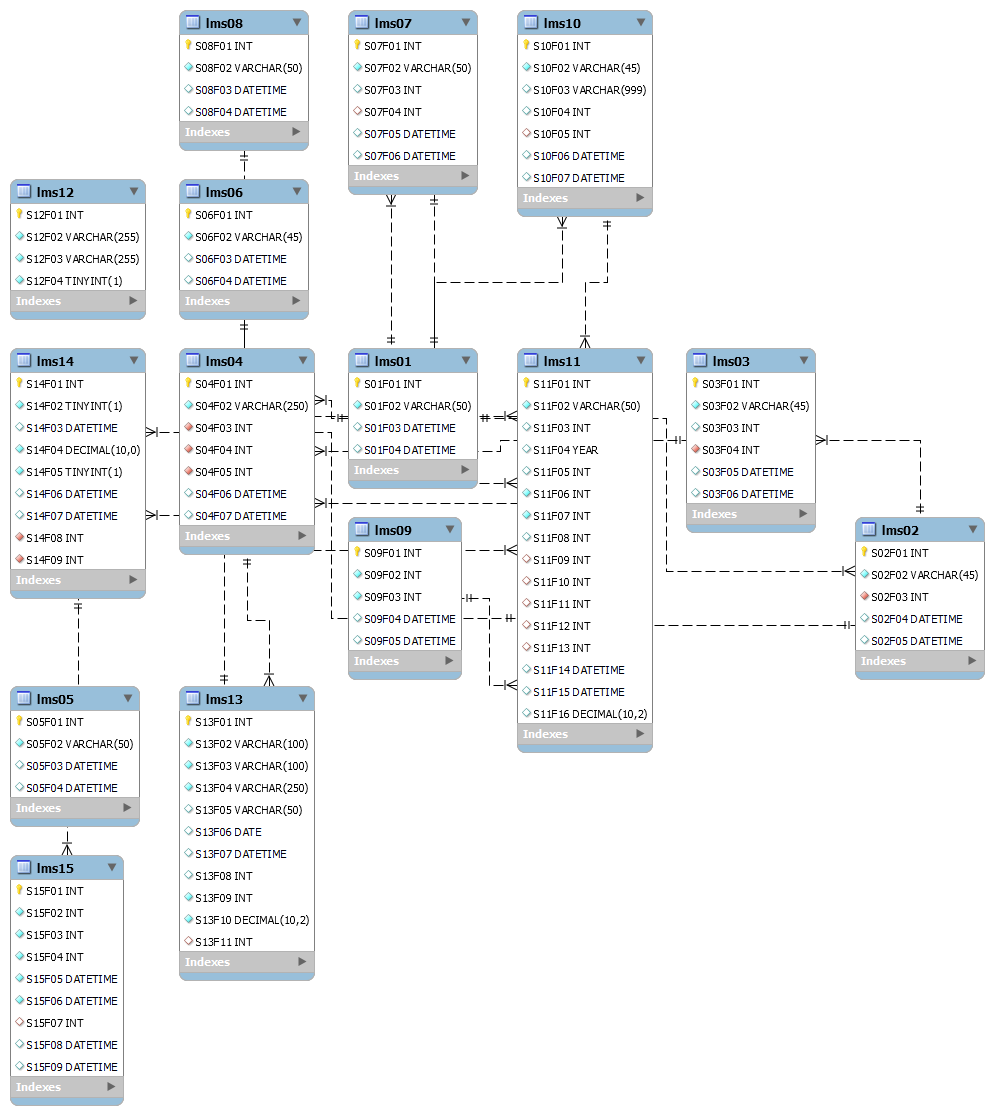 lms08
S08F01 INT
S08F02 VARCHAR(50)
S08F03 DATETIME
S08F04 DATETIME
Indexes
lms07
S07F01 INT
S07F02 VARCHAR(50)
S07F03 INT
S07F04 INT
S07F05 DATETIME
S07F06 DATETIME
Indexes
lms10
S10F01 INT
S10F02 VARCHAR(45)
S10F03 VARCHAR(999)
S10F04 INT
S10F05 INT
S10F06 DATETIME
S10F07 DATETIME
Indexes
lms12
S12F01 INT
S12F02 VARCHAR(255)
S12F03 VARCHAR(255)
S12F04 TINYINT(1)
Indexes
lms06
S06F01 INT
S06F02 VARCHAR(45)
S06F03 DATETIME
S06F04 DATETIME
Indexes
lms14
S14F01 INT
S14F02 TINYINT(1)
S14F03 DATETIME
S14F04 DECIMAL(10,0)
S14F05 TINYINT(1)
S14F06 DATETIME
S14F07 DATETIME
S14F08 INT
S14F09 INT
Indexes
lms04
S04F01 INT
S04F02 VARCHAR(250)
S04F03 INT
S04F04 INT
S04F05 INT
S04F06 DATETIME
S04F07 DATETIME
Indexes
lms01
S01F01 INT
S01F02 VARCHAR(50)
S01F03 DATETIME
S01F04 DATETIME
Indexes
lms11
S11F01 INT
S11F02 VARCHAR(50)
S11F03 INT
S11F04 YEAR
S11F05 INT
S11F06 INT
S11F07 INT
S11F08 INT
S11F09 INT
S11F10 INT
S11F11 INT
S11F12 INT
S11F13 INT
S11F14 DATETIME
S11F15 DATETIME
S11F16 DECIMAL(10,2)
Indexes
lms03
S03F01 INT
S03F02 VARCHAR(45)
S03F03 INT
S03F04 INT
S03F05 DATETIME
S03F06 DATETIME
Indexes
lms09
S09F01 INT
S09F02 INT
S09F03 INT
S09F04 DATETIME
S09F05 DATETIME
Indexes
lms02
S02F01 INT
S02F02 VARCHAR(45)
S02F03 INT
S02F04 DATETIME
S02F05 DATETIME
Indexes
lms05
S05F01 INT
S05F02 VARCHAR(50)
S05F03 DATETIME
S05F04 DATETIME
Indexes
lms13
S13F01 INT
S13F02 VARCHAR(100)
S13F03 VARCHAR(100)
S13F04 VARCHAR(250)
S13F05 VARCHAR(50)
S13F06 DATE
S13F07 DATETIME
S13F08 INT
S13F09 INT
S13F10 DECIMAL(10,2)
S13F11 INT
Indexes
lms15
S15F01 INT
S15F02 INT
S15F03 INT
S15F04 INT
S15F05 DATETIME
S15F06 DATETIME
S15F07 INT
S15F08 DATETIME
S15F09 DATETIME
Indexes